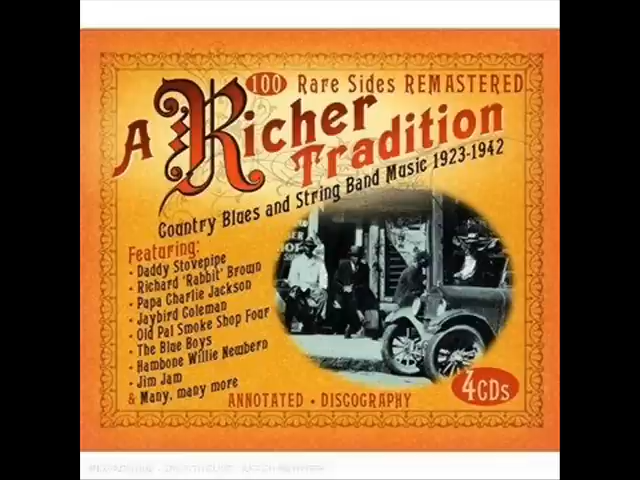 100 Rare Sides REMASTERED
A Richer
Tradition
Country Blues and String Band Music 1923-1942
Featuring:
- Daddy Stovepipe
- Richard 'Rabbit' Brown
- Papa Charlie Jackson
- Jaybird Coleman
- Old Pal Smoke Shop Four
- The Blue Boys
- Hambone Willie Newbern
- Jim Jam
& Many, many more
ANNOTATED • DISCOGRAPHY
4CDs